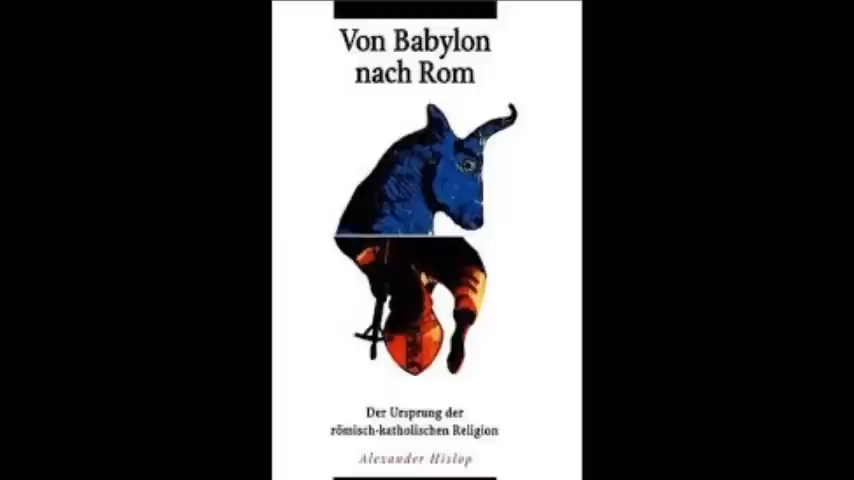 Von Babylon
nach Rom
Der Ursprung der
römisch-katholischen Religion
Alexander Hislop